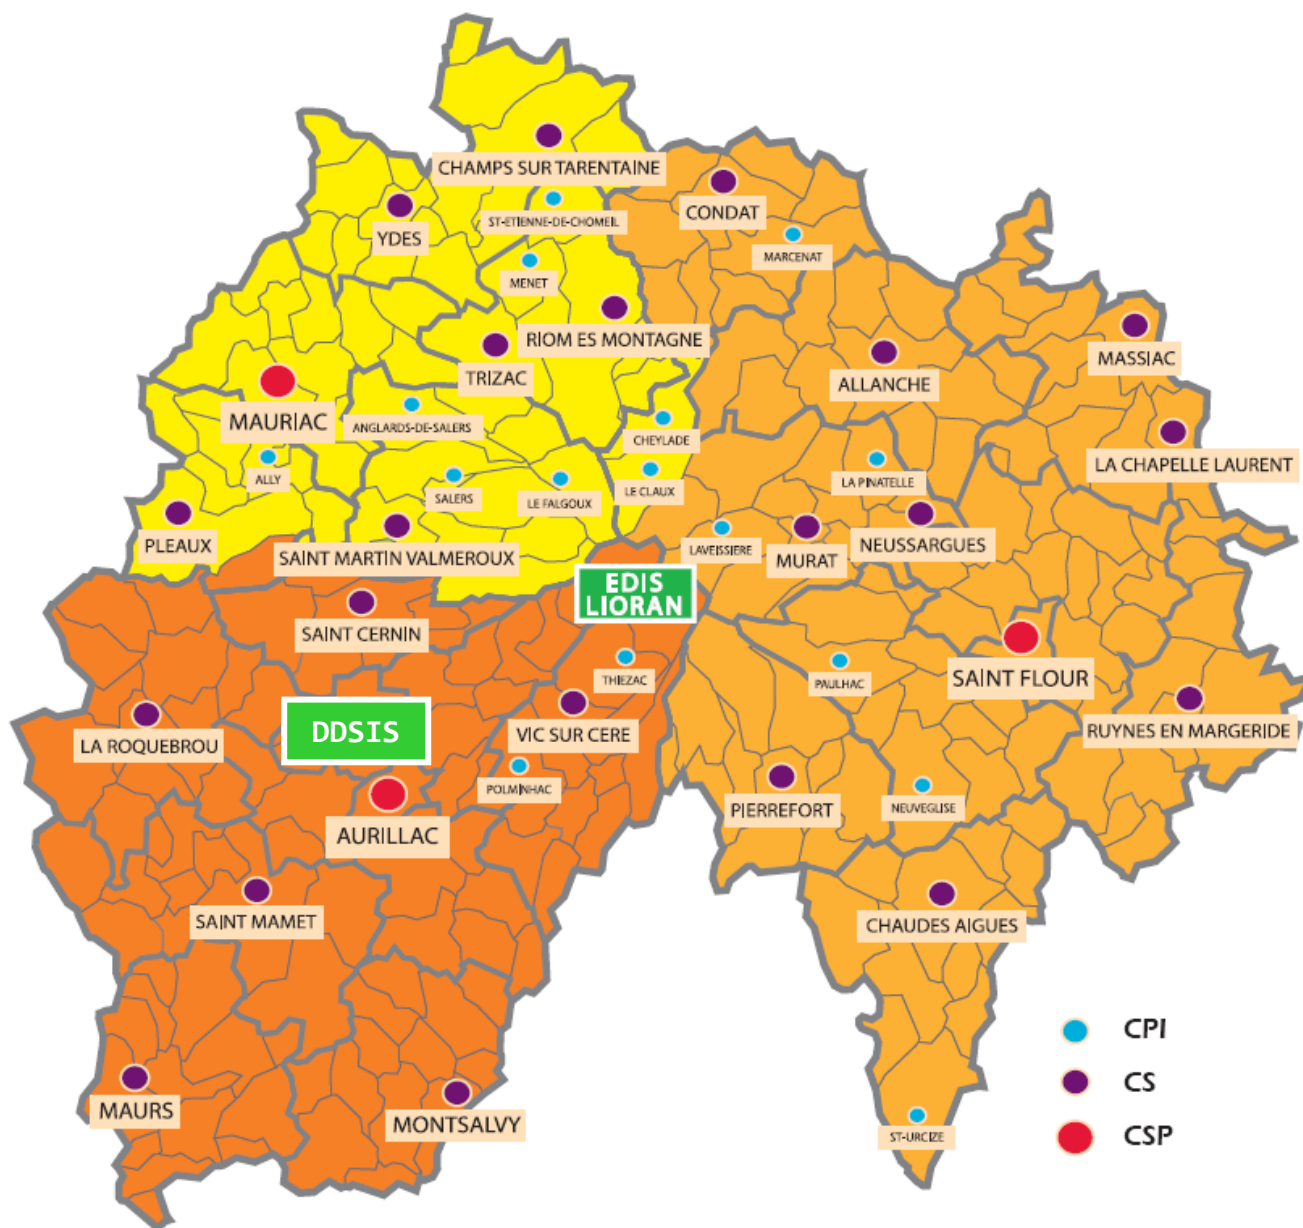 CHAMPS SUR TARENTAINE
CONDAT
ST-ETIENNE-DE-CHOMEIL
YDES
MARCENAT
MENET
RIOM ES MONTAGNE
MASSIAC
TRIZAC
ALLANCHE
MAURIAC
ANGLARDS-DE-SALERS
CHEYLADE
LA CHAPELLE LAURENT
ALLY
LA PINATELLE
SALERS
LE FALGOUX
LE CLAUX
PLEAUX
SAINT MARTIN VALMEROUX
LAVEISSIERE
MURAT
NEUSSARGUES
EDIS
LIORAN
SAINT CERNIN
THIEZAC
PAULHAC
SAINT FLOUR
LA ROQUEBROU
DDSIS
VIC SUR CERE
RUYNES EN MARGERIDE
POLMINHAC
PIERREFORT
NEUVEGLISE
AURILLAC
SAINT MAMET
CHAUDES AIGUES
CPI
CS
MAURS
MONTSALVY
ST-URCIZE
CSP